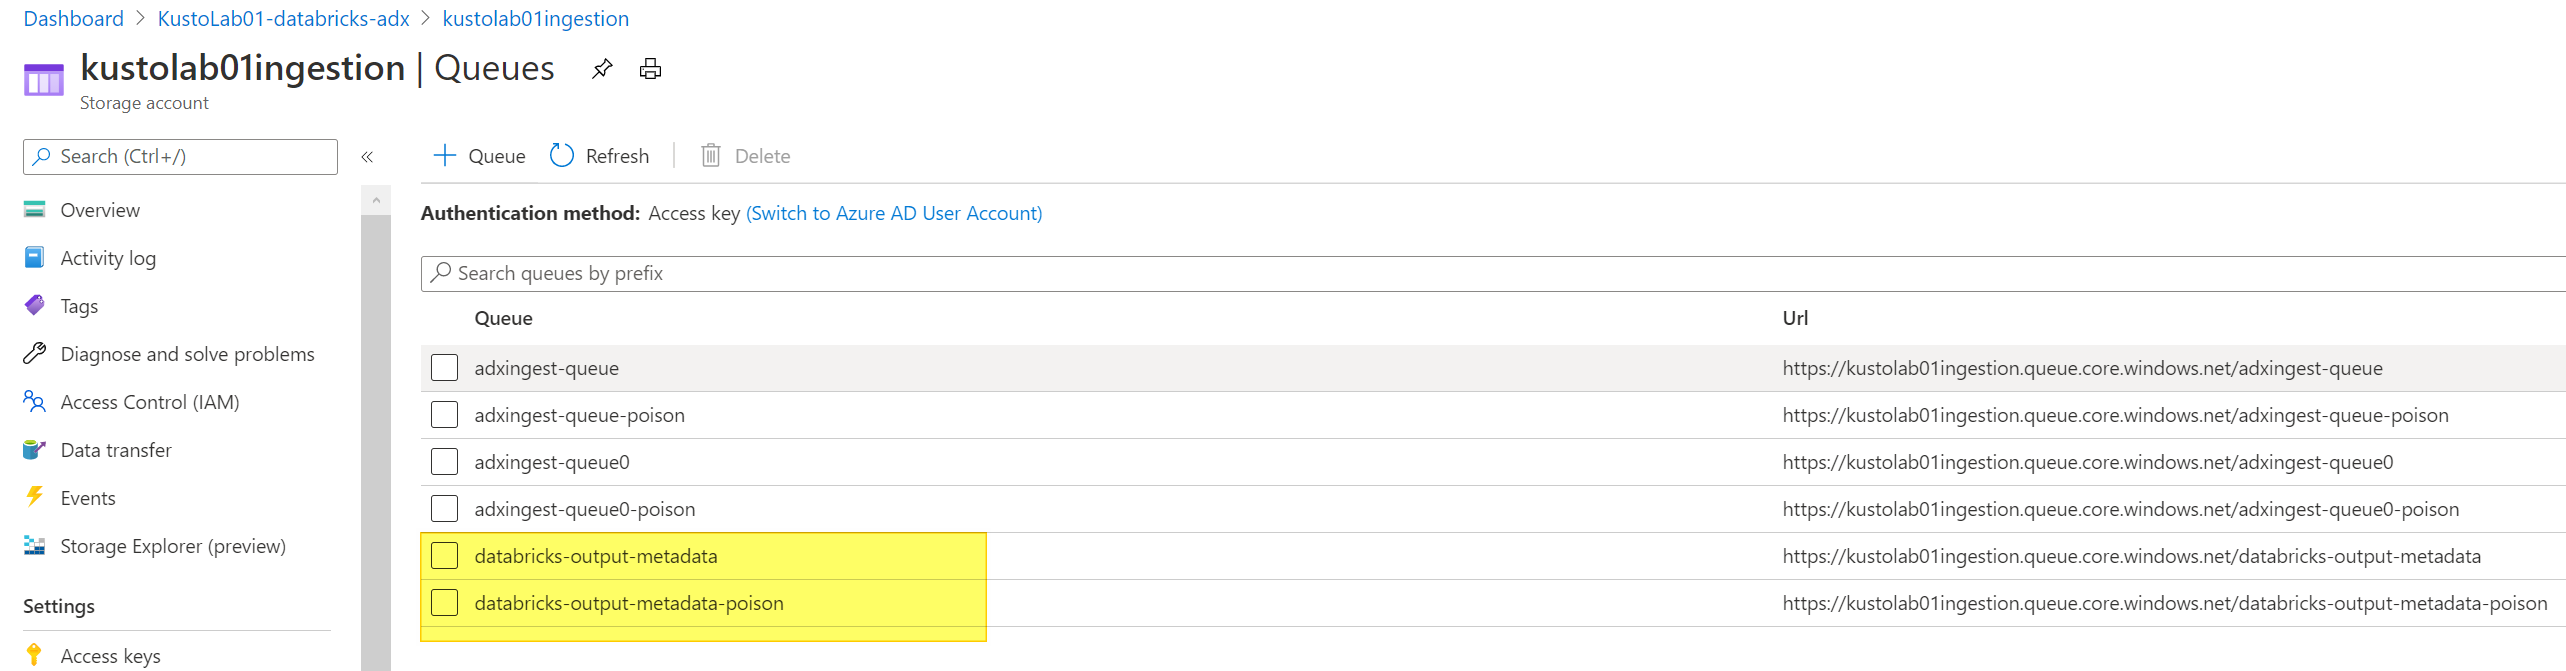 Dashboard > KustoLab01-databricks-adx > kustolab01ingestion
kustolab01ingestion | Queues
Storage account
Search (Ctrl+/)
«
Overview
Activity log
Tags
Diagnose and solve problems
Access Control (IAM)
Data transfer
Events
Storage Explorer (preview)
Settings
Access keys
+ Queue Refresh | Delete
Authentication method: Access key (Switch to Azure AD User Account)
Search queues by prefix
Queue Url
adxingest-queue https://kustolab01ingestion.queue.core.windows.net/adxingest-queue
adxingest-queue-poison https://kustolab01ingestion.queue.core.windows.net/adxingest-queue-poison
adxingest-queue0 https://kustolab01ingestion.queue.core.windows.net/adxingest-queue0
adxingest-queue0-poison https://kustolab01ingestion.queue.core.windows.net/adxingest-queue0-poison
databricks-output-metadata https://kustolab01ingestion.queue.core.windows.net/databricks-output-metadata
databricks-output-metadata-poison https://kustolab01ingestion.queue.core.windows.net/databricks-output-metadata-poison